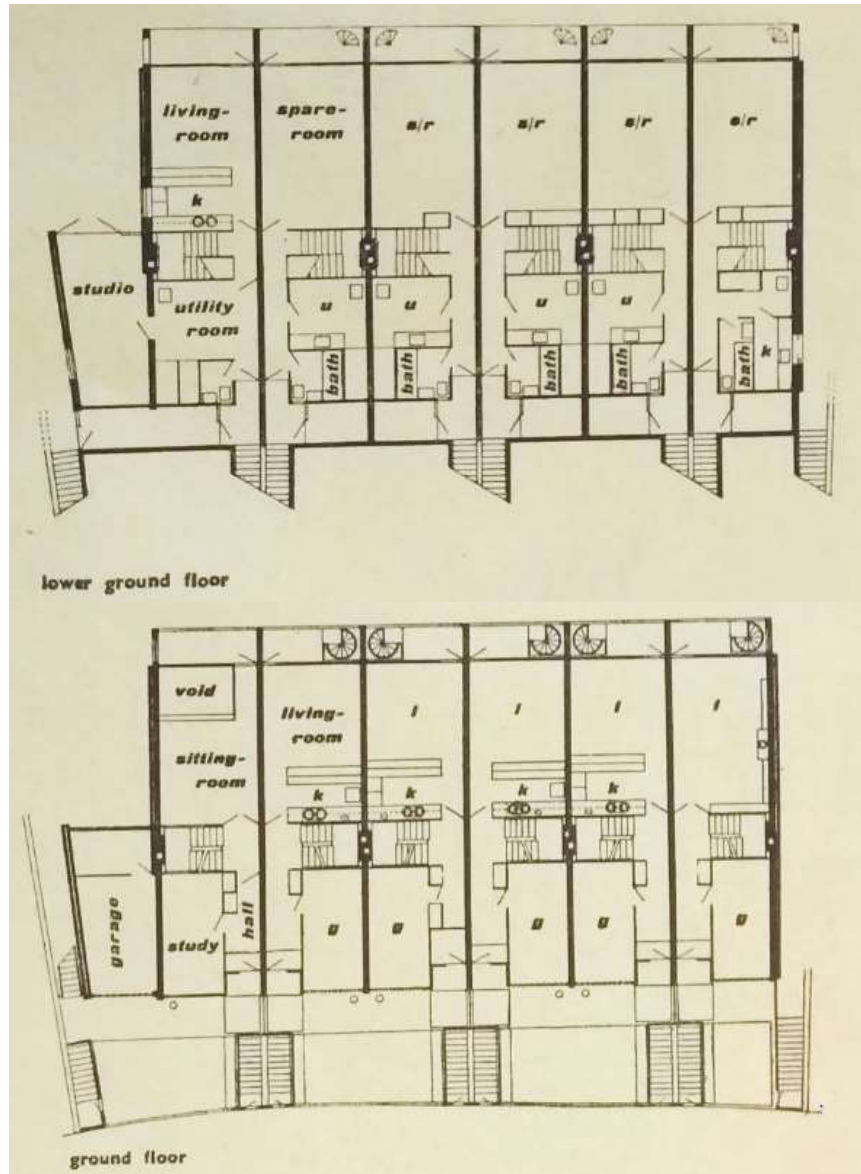 living-
room
spare-
room
s/r
s/r
s/r
s/r
k
studio
utility
room
u
u
u
u
bath
bath
bath
bath
bath
k
lower ground floor
void
living-
room
l
l
l
l
sitting-
room
k
k
k
k
garage
study
hall
g
g
g
g
g
ground floor